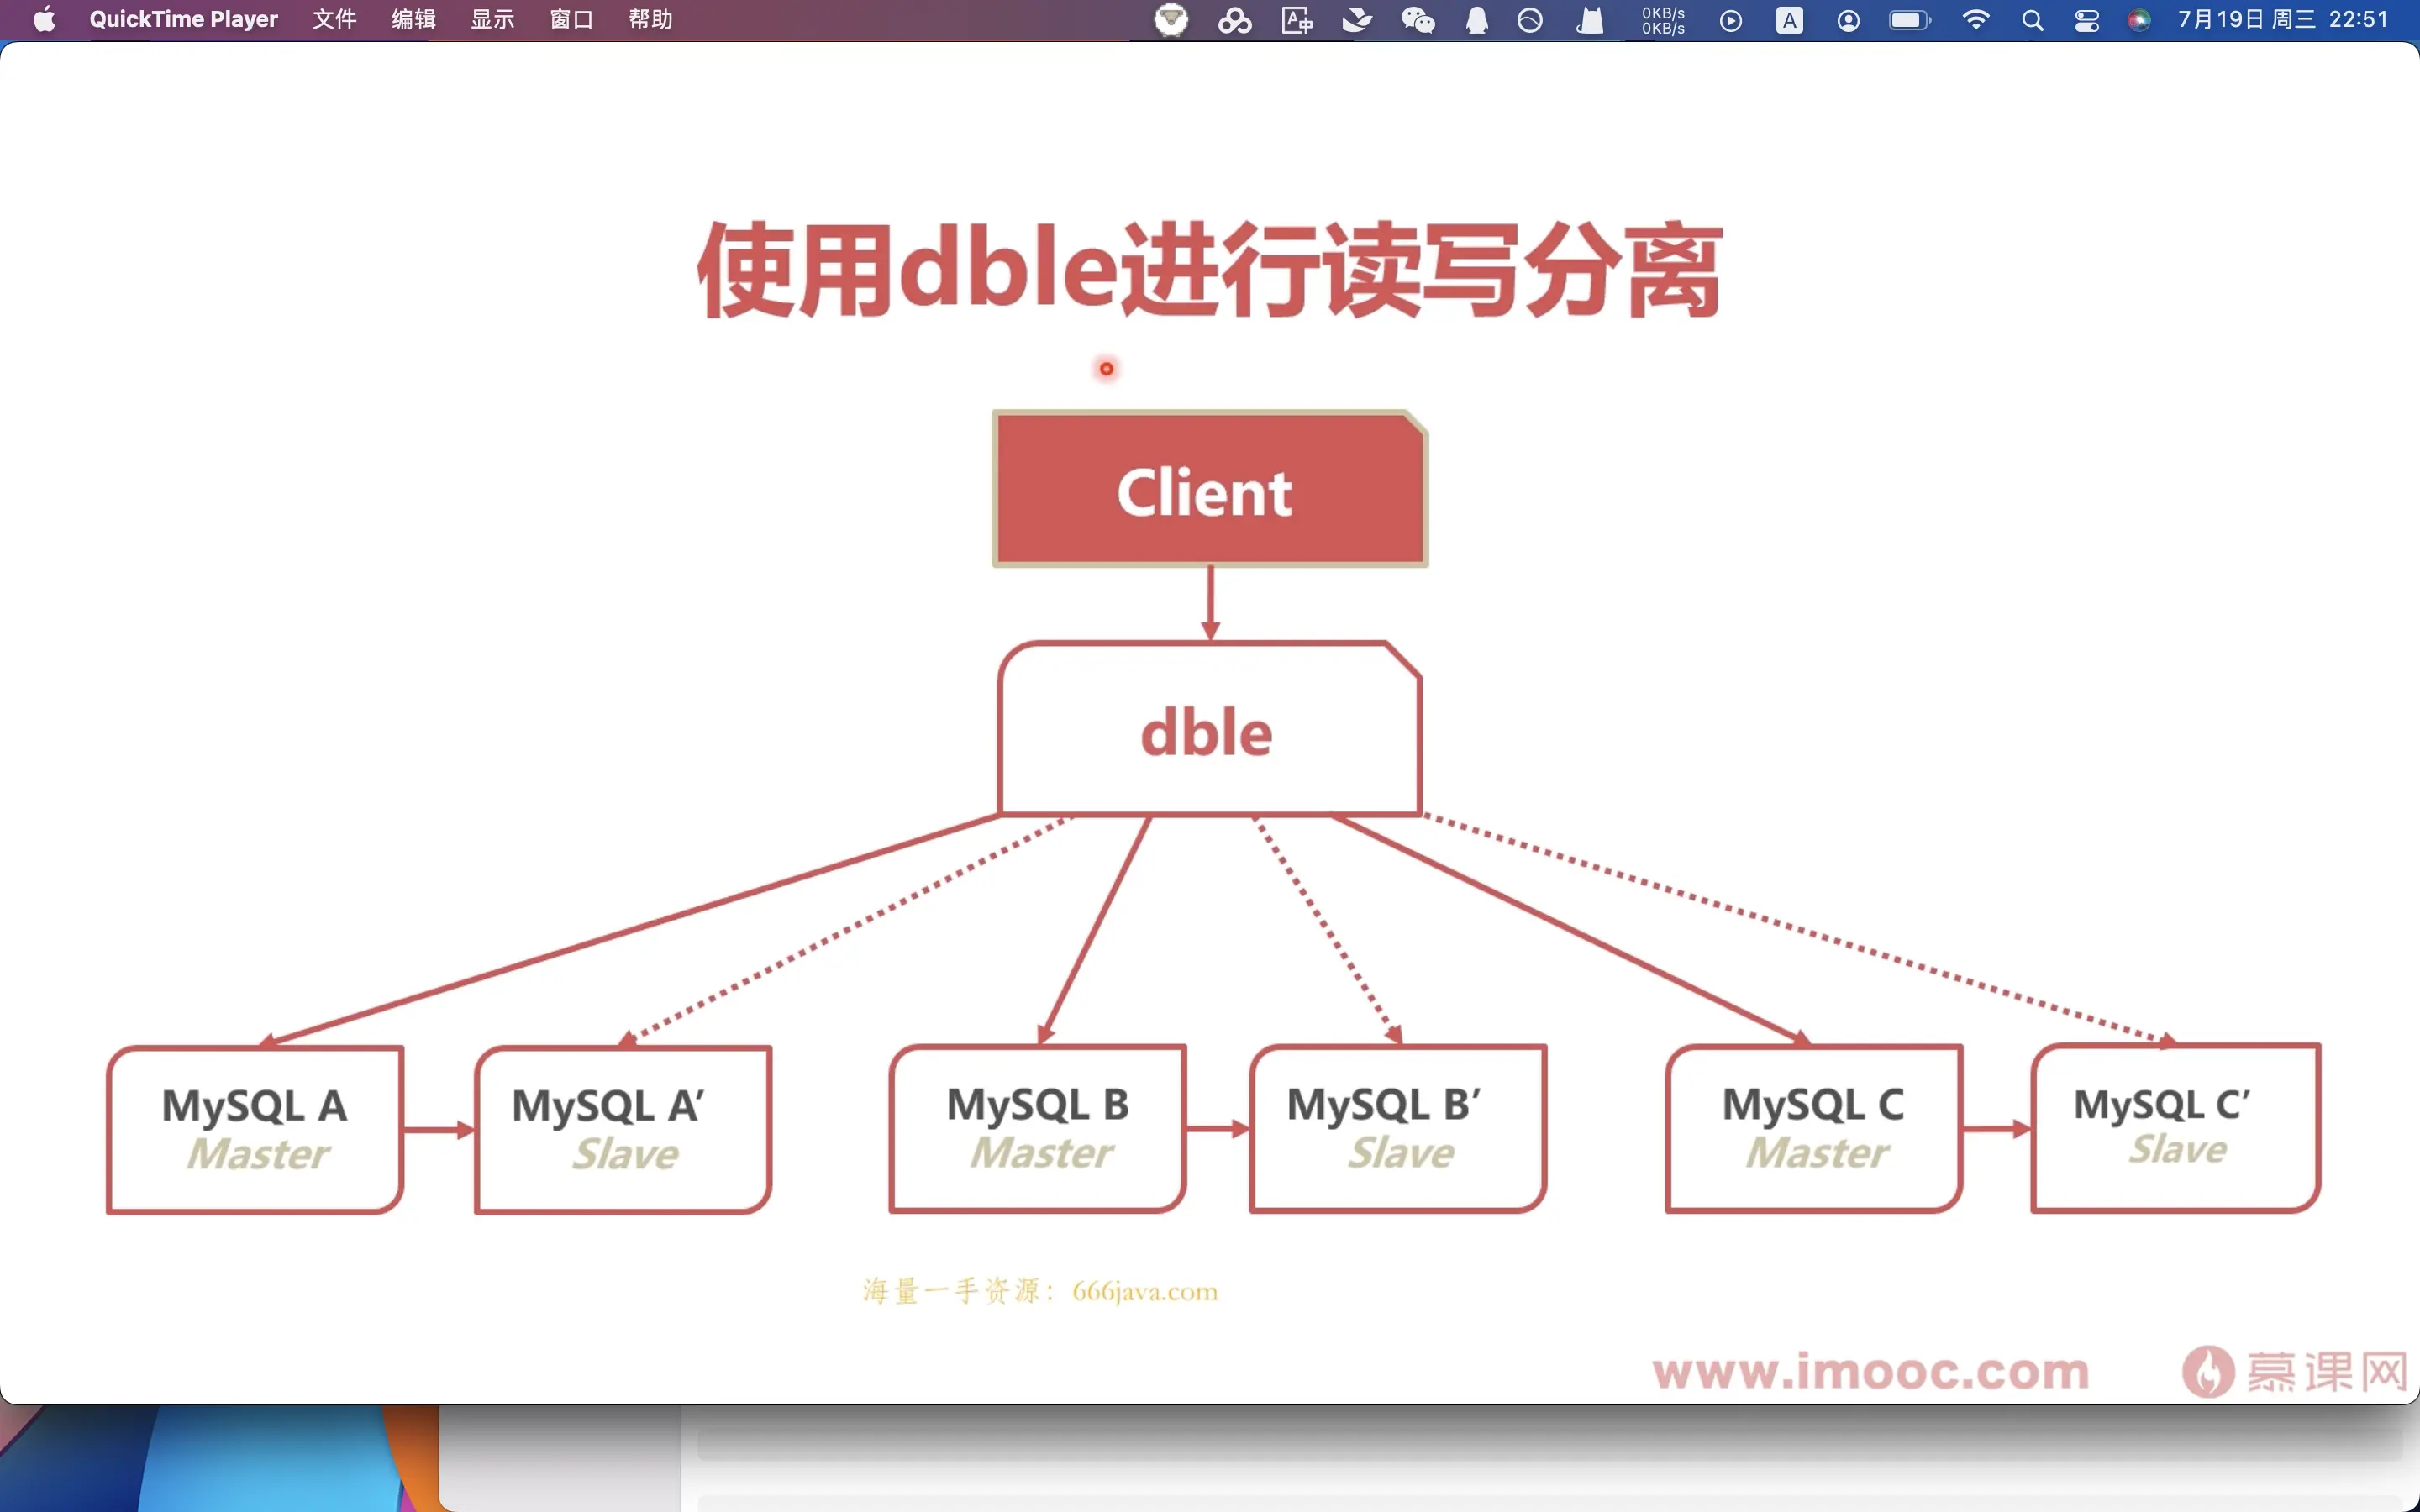 QuickTime Player 文件 编辑 显示 窗口 帮助 0KB/s A 7月19日 周三 22:51
0KB/s
使用dble进行读写分离
Client
dble
MySQL A MySQL A’ MySQL B MySQL B’ MySQL C MySQL C’
Master Slave Master Slave Master Slave
海量一手资源：666java.com
www.imooc.com 慕课网